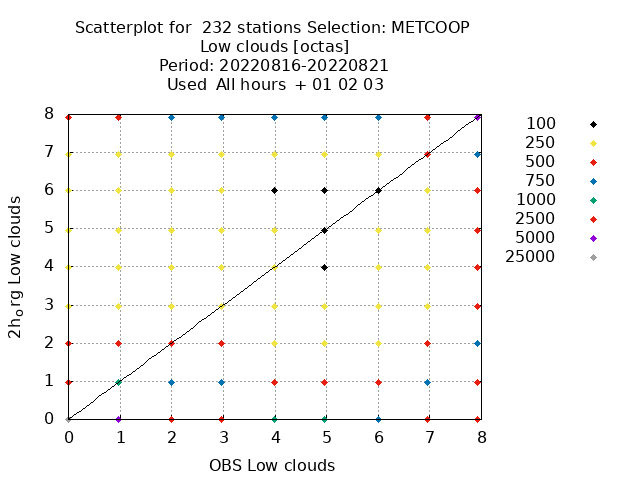 Scatterplot for  232 stations Selection: METCOOP
Low clouds [octas]
Period: 20220816-20220821
Used  All hours  + 01 02 03
8
7
6
5
4
3
2
1
0
0 1 2 3 4 5 6 7 8
2horg Low clouds
OBS Low clouds
100
250
500
750
1000
2500
5000
25000